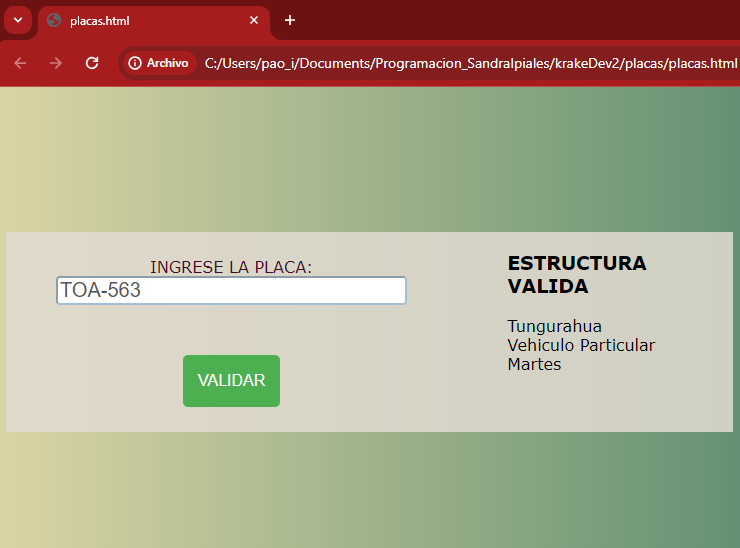 placas.html
Archivo
C:/Users/pao_i/Documents/Programacion_SandraIpiales/krakeDev2/placas/placas.html
INGRESE LA PLACA:
TOA-563
VALIDAR
ESTRUCTURA
VALIDA
Tungurahua
Vehiculo Particular
Martes